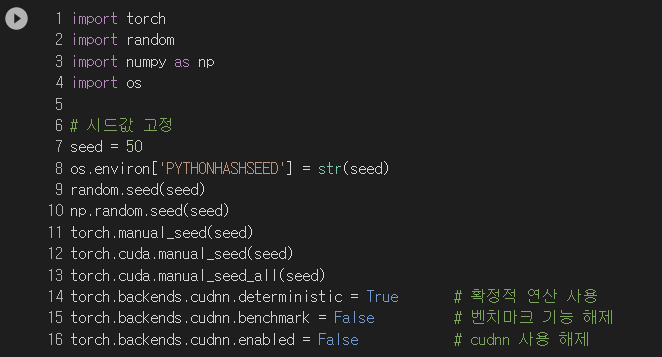 1 import torch
2 import random
3 import numpy as np
4 import os
5
6 # 시드값 고정
7 seed = 50
8 os.environ['PYTHONHASHSEED'] = str(seed)
9 random.seed(seed)
10 np.random.seed(seed)
11 torch.manual_seed(seed)
12 torch.cuda.manual_seed(seed)
13 torch.cuda.manual_seed_all(seed)
14 torch.backends.cudnn.deterministic = True # 확정적 연산 사용
15 torch.backends.cudnn.benchmark = False # 벤치마크 기능 해제
16 torch.backends.cudnn.enabled = False # cudnn 사용 해제